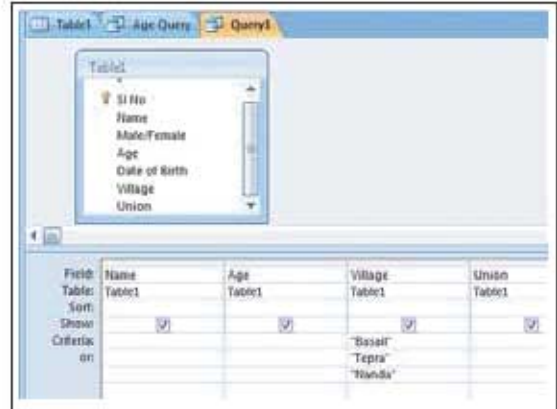 Table1 Age Query Query1
Table1
*
Sl No
Name
Male/Female
Age
Date of Birth
Village
Union
Field: Name Age Village Union
Table: Table1 Table1 Table1 Table1
Sort:
Show:
Criteria: "Basail"
or: "Tepra"
"Nanda"